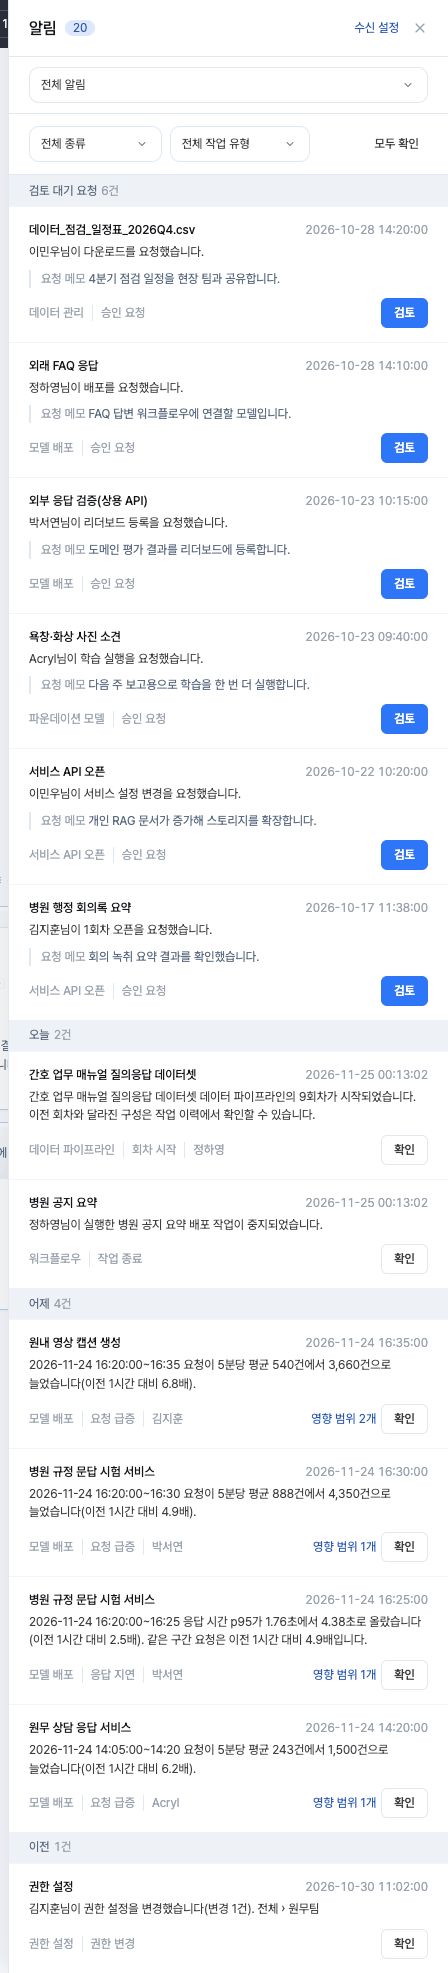 알림 20 수신 설정
전체 알림
전체 종류 전체 작업 유형 모두 확인
검토 대기 요청 6건
데이터_점검_일정표_2026Q4.csv 2026-10-28 14:20:00
이민우님이 다운로드를 요청했습니다.
요청 메모 4분기 점검 일정을 현장 팀과 공유합니다.
데이터 관리 승인 요청 검토
외래 FAQ 응답 2026-10-28 14:10:00
정하영님이 배포를 요청했습니다.
요청 메모 FAQ 답변 워크플로우에 연결할 모델입니다.
모델 배포 승인 요청 검토
외부 응답 검증(상용 API) 2026-10-23 10:15:00
박서연님이 리더보드 등록을 요청했습니다.
요청 메모 도메인 평가 결과를 리더보드에 등록합니다.
모델 배포 승인 요청 검토
욕창·화상 사진 소견 2026-10-23 09:40:00
Acryl님이 학습 실행을 요청했습니다.
요청 메모 다음 주 보고용으로 학습을 한 번 더 실행합니다.
파운데이션 모델 승인 요청 검토
서비스 API 오픈 2026-10-22 10:20:00
이민우님이 서비스 설정 변경을 요청했습니다.
요청 메모 개인 RAG 문서가 증가해 스토리지를 확장합니다.
서비스 API 오픈 승인 요청 검토
병원 행정 회의록 요약 2026-10-17 11:38:00
김지훈님이 1회차 오픈을 요청했습니다.
요청 메모 회의 녹취 요약 결과를 확인했습니다.
서비스 API 오픈 승인 요청 검토
오늘 2건
간호 업무 매뉴얼 질의응답 데이터셋 2026-11-25 00:13:02
간호 업무 매뉴얼 질의응답 데이터셋 데이터 파이프라인의 9회차가 시작되었습니다.
이전 회차와 달라진 구성은 작업 이력에서 확인할 수 있습니다.
데이터 파이프라인 회차 시작 정하영 확인
병원 공지 요약 2026-11-25 00:13:02
정하영님이 실행한 병원 공지 요약 배포 작업이 중지되었습니다.
워크플로우 작업 종료 확인
어제 4건
원내 영상 캡션 생성 2026-11-24 16:35:00
2026-11-24 16:20:00~16:35 요청이 5분당 평균 540건에서 3,660건으로
늘었습니다(이전 1시간 대비 6.8배).
모델 배포 요청 급증 김지훈 영향 범위 2개 확인
병원 규정 문답 시험 서비스 2026-11-24 16:30:00
2026-11-24 16:20:00~16:30 요청이 5분당 평균 888건에서 4,350건으로
늘었습니다(이전 1시간 대비 4.9배).
모델 배포 요청 급증 박서연 영향 범위 1개 확인
병원 규정 문답 시험 서비스 2026-11-24 16:25:00
2026-11-24 16:20:00~16:25 응답 시간 p95가 1.76초에서 4.38초로 올랐습니다
(이전 1시간 대비 2.5배). 같은 구간 요청은 이전 1시간 대비 4.9배입니다.
모델 배포 응답 지연 박서연 영향 범위 1개 확인
원무 상담 응답 서비스 2026-11-24 14:20:00
2026-11-24 14:05:00~14:20 요청이 5분당 평균 243건에서 1,500건으로
늘었습니다(이전 1시간 대비 6.2배).
모델 배포 요청 급증 Acryl 영향 범위 1개 확인
이전 1건
권한 설정 2026-10-30 11:02:00
김지훈님이 권한 설정을 변경했습니다(변경 1건). 전체 › 원무팀
권한 설정 권한 변경 확인